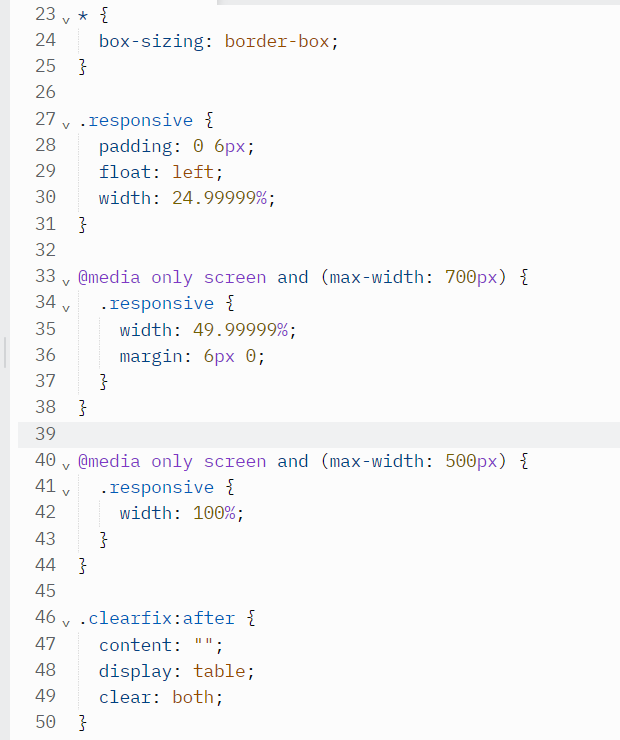 23 * {
24   box-sizing: border-box;
25 }
26
27 .responsive {
28   padding: 0 6px;
29   float: left;
30   width: 24.99999%;
31 }
32
33 @media only screen and (max-width: 700px) {
34   .responsive {
35     width: 49.99999%;
36     margin: 6px 0;
37   }
38 }
39
40 @media only screen and (max-width: 500px) {
41   .responsive {
42     width: 100%;
43   }
44 }
45
46 .clearfix:after {
47   content: "";
48   display: table;
49   clear: both;
50 }